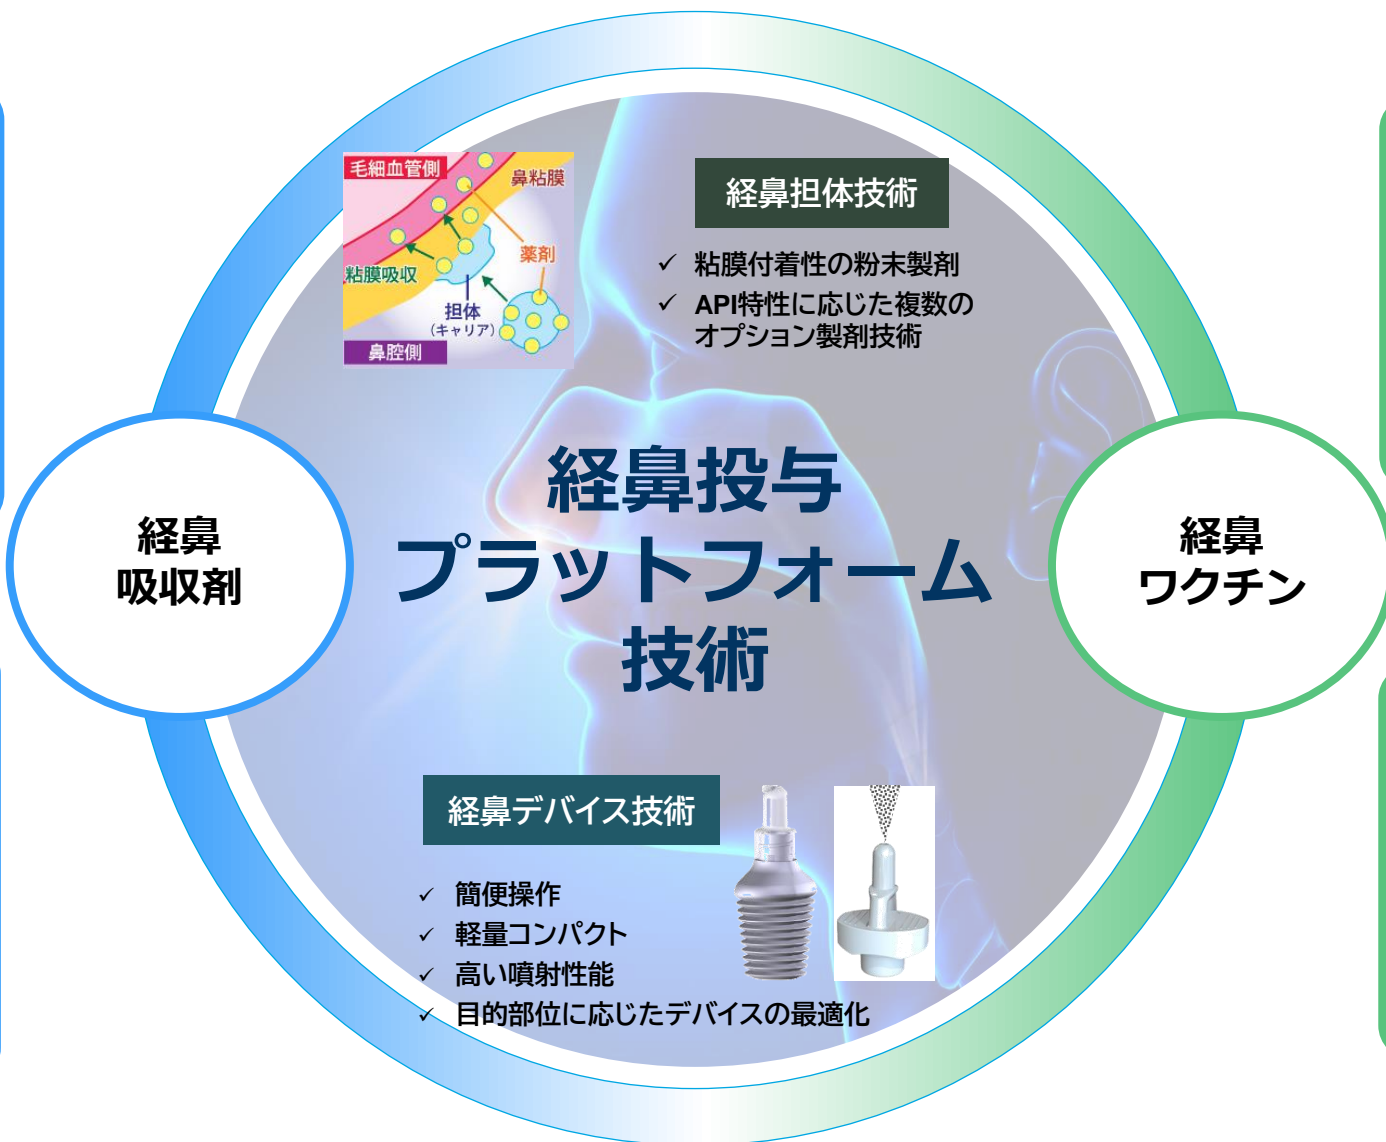 毛細血管側
鼻粘膜
薬剤
粘膜吸収
担体
(キャリア)
鼻腔側
経鼻担体技術
✓ 粘膜付着性の粉末製剤
✓ API特性に応じた複数の
オプション製剤技術
経鼻投与
プラットフォーム
技術
経鼻
吸収剤
経鼻
ワクチン
経鼻デバイス技術
✓ 簡便操作
✓ 軽量コンパクト
✓ 高い噴射性能
✓ 目的部位に応じたデバイスの最適化